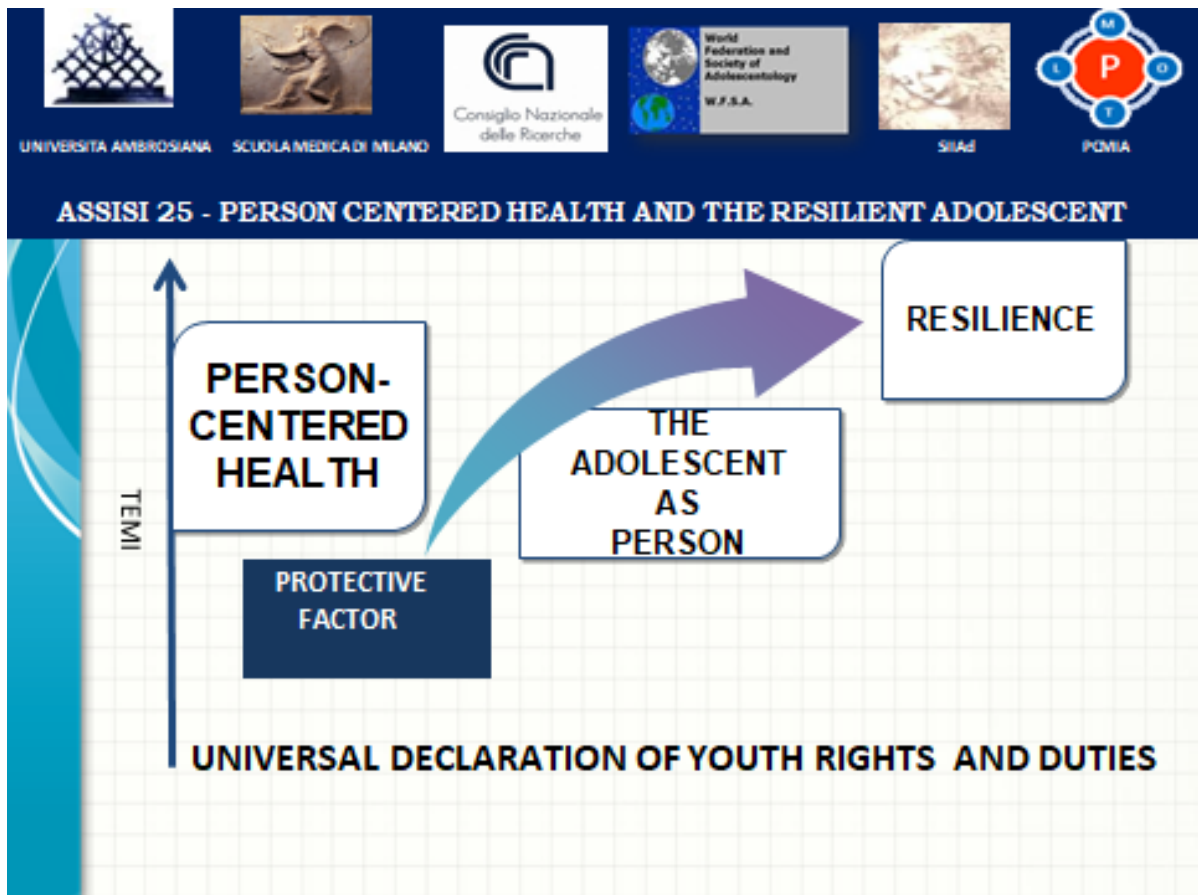 World
Federation and
Society of
Adolescentology
W.F.S.A.
Consiglio Nazionale
delle Ricerche
M
L
P
O
T
UNIVERSITA AMBROSIANA
SCUOLA MEDICA DI MILANO
SIIAd
PCMIA
ASSISI 25 - PERSON CENTERED HEALTH AND THE RESILIENT ADOLESCENT
RESILIENCE
PERSON-
CENTERED
HEALTH
THE
ADOLESCENT
AS
PERSON
TEMI
PROTECTIVE
FACTOR
UNIVERSAL DECLARATION OF YOUTH RIGHTS AND DUTIES